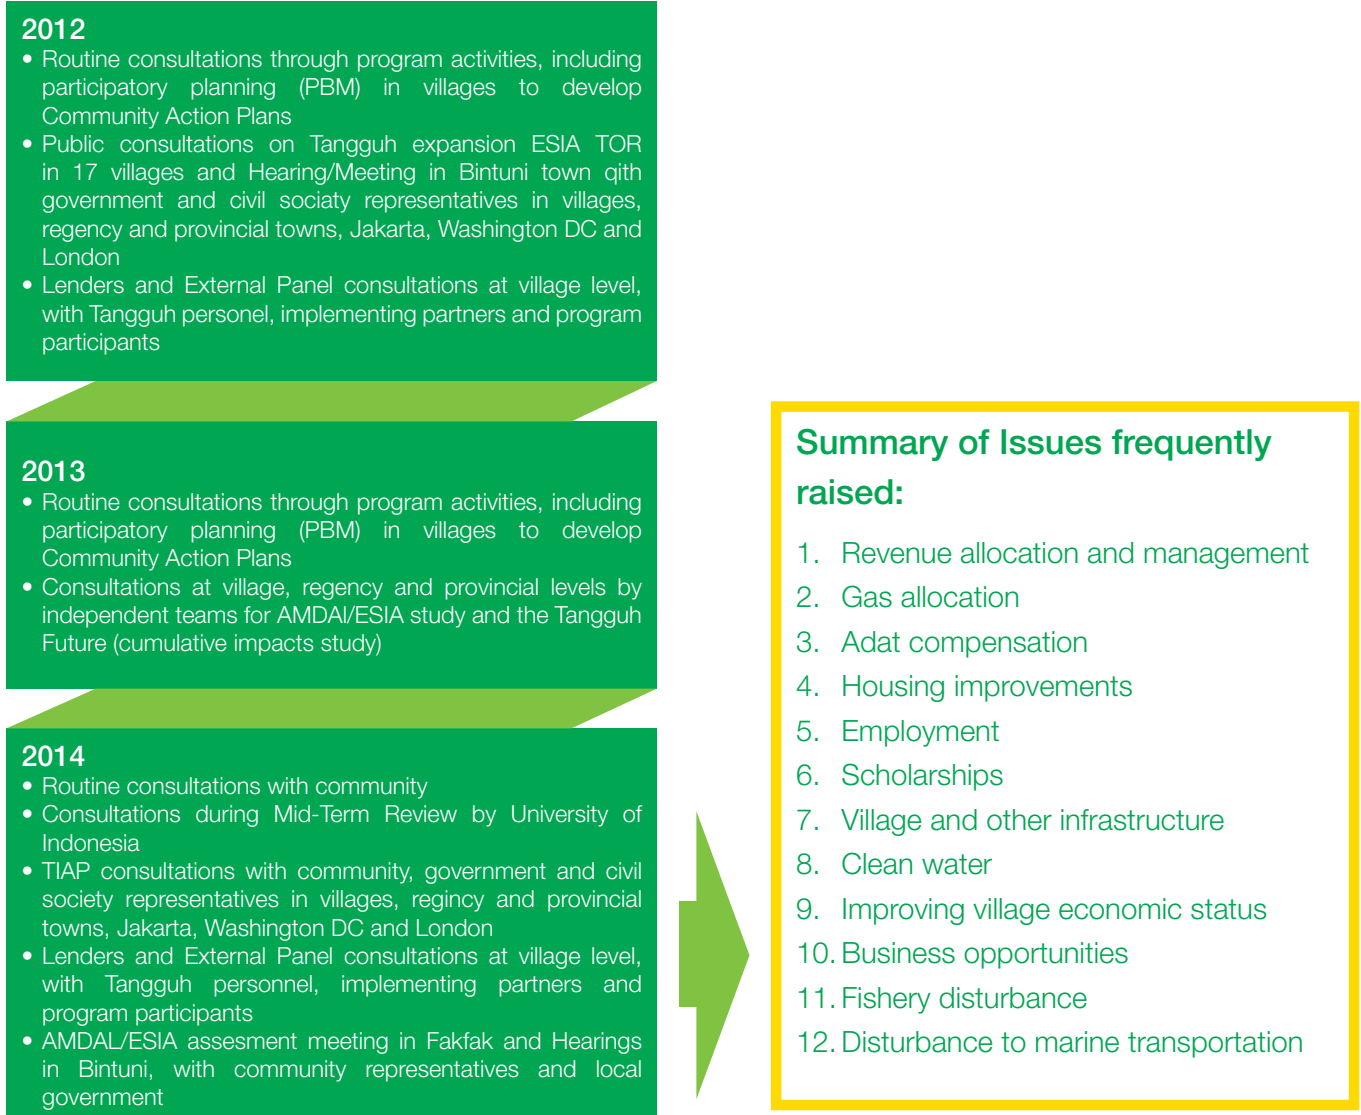 2012
• Routine consultations through program activities, including
participatory planning (PBM) in villages to develop
Community Action Plans
• Public consultations on Tangguh expansion ESIA TOR
in 17 villages and Hearing/Meeting in Bintuni town qith
government and civil sociaty representatives in villages,
regency and provincial towns, Jakarta, Washington DC and
London
• Lenders and External Panel consultations at village level,
with Tangguh personel, implementing partners and program
participants
2013
• Routine consultations through program activities, including
participatory planning (PBM) in villages to develop
Community Action Plans
• Consultations at village, regency and provincial levels by
independent teams for AMDAl/ESIA study and the Tangguh
Future (cumulative impacts study)
2014
• Routine consultations with community
• Consultations during Mid-Term Review by University of
Indonesia
• TIAP consultations with community, government and civil
society representatives in villages, regincy and provincial
towns, Jakarta, Washington DC and London
• Lenders and External Panel consultations at village level,
with Tangguh personnel, implementing partners and
program participants
• AMDAL/ESIA assesment meeting in Fakfak and Hearings
in Bintuni, with community representatives and local
government
Summary of Issues frequently
raised:
1. Revenue allocation and management
2. Gas allocation
3. Adat compensation
4. Housing improvements
5. Employment
6. Scholarships
7. Village and other infrastructure
8. Clean water
9. Improving village economic status
10. Business opportunities
11. Fishery disturbance
12. Disturbance to marine transportation